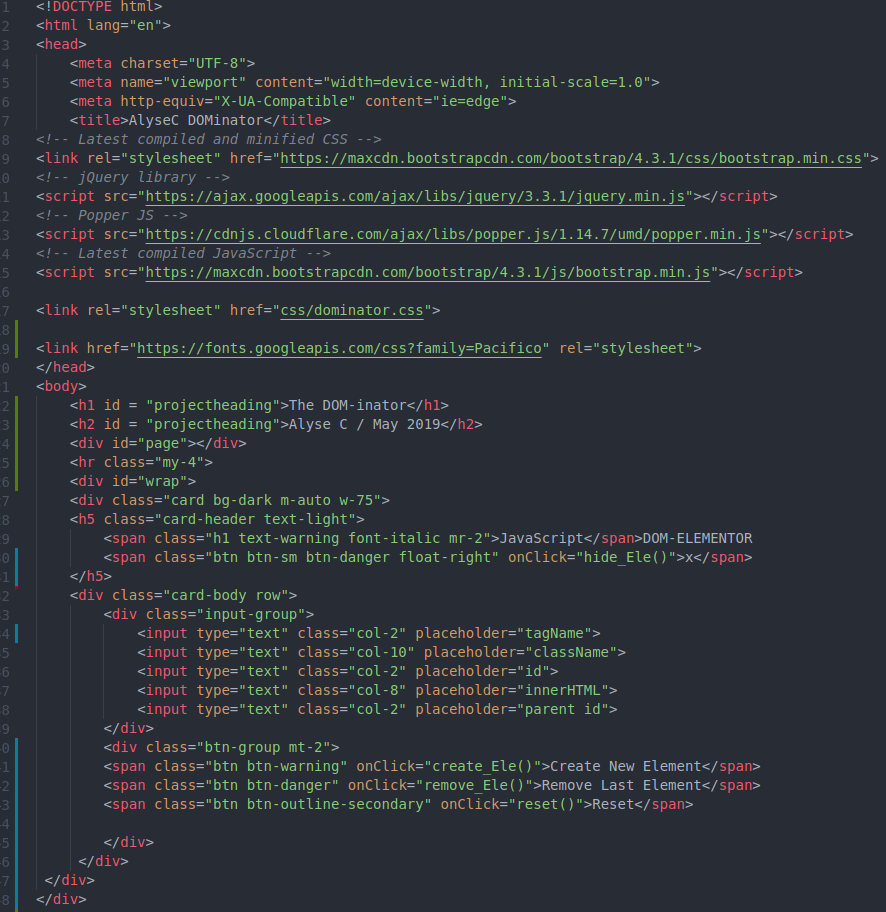 1 <!DOCTYPE html>
2 <html lang="en">
3 <head>
4     <meta charset="UTF-8">
5     <meta name="viewport" content="width=device-width, initial-scale=1.0">
6     <meta http-equiv="X-UA-Compatible" content="ie=edge">
7     <title>AlyseC DOMinator</title>
8 <!-- Latest compiled and minified CSS -->
9 <link rel="stylesheet" href="https://maxcdn.bootstrapcdn.com/bootstrap/4.3.1/css/bootstrap.min.css">
0 <!-- jQuery library -->
1 <script src="https://ajax.googleapis.com/ajax/libs/jquery/3.3.1/jquery.min.js"></script>
2 <!-- Popper JS -->
3 <script src="https://cdnjs.cloudflare.com/ajax/libs/popper.js/1.14.7/umd/popper.min.js"></script>
4 <!-- Latest compiled JavaScript -->
5 <script src="https://maxcdn.bootstrapcdn.com/bootstrap/4.3.1/js/bootstrap.min.js"></script>
6
7 <link rel="stylesheet" href="css/dominator.css">
8
9 <link href="https://fonts.googleapis.com/css?family=Pacifico" rel="stylesheet">
0 </head>
1 <body>
2     <h1 id = "projectheading">The DOM-inator</h1>
3     <h2 id = "projectheading">Alyse C / May 2019</h2>
4     <div id="page"></div>
5     <hr class="my-4">
6     <div id="wrap">
7     <div class="card bg-dark m-auto w-75">
8     <h5 class="card-header text-light">
9         <span class="h1 text-warning font-italic mr-2">JavaScript</span>DOM-ELEMENTOR
0         <span class="btn btn-sm btn-danger float-right" onClick="hide_Ele()">x</span>
1     </h5>
2     <div class="card-body row">
3         <div class="input-group">
4             <input type="text" class="col-2" placeholder="tagName">
5             <input type="text" class="col-10" placeholder="className">
6             <input type="text" class="col-2" placeholder="id">
7             <input type="text" class="col-8" placeholder="innerHTML">
8             <input type="text" class="col-2" placeholder="parent id">
9         </div>
0         <div class="btn-group mt-2">
1         <span class="btn btn-warning" onClick="create_Ele()">Create New Element</span>
2         <span class="btn btn-danger" onClick="remove_Ele()">Remove Last Element</span>
3         <span class="btn btn-outline-secondary" onClick="reset()">Reset</span>
4
5         </div>
6      </div>
7  </div>
8 </div>